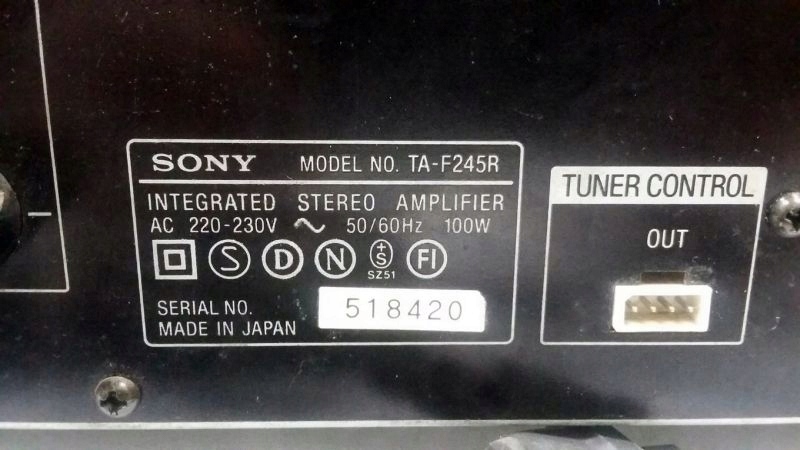 SONY MODEL NO. TA-F245R
INTEGRATED STEREO AMPLIFIER
AC 220-230V ~ 50/60Hz 100W
S D N +S FI
SZ51
SERIAL NO. 518420
MADE IN JAPAN
TUNER CONTROL
OUT